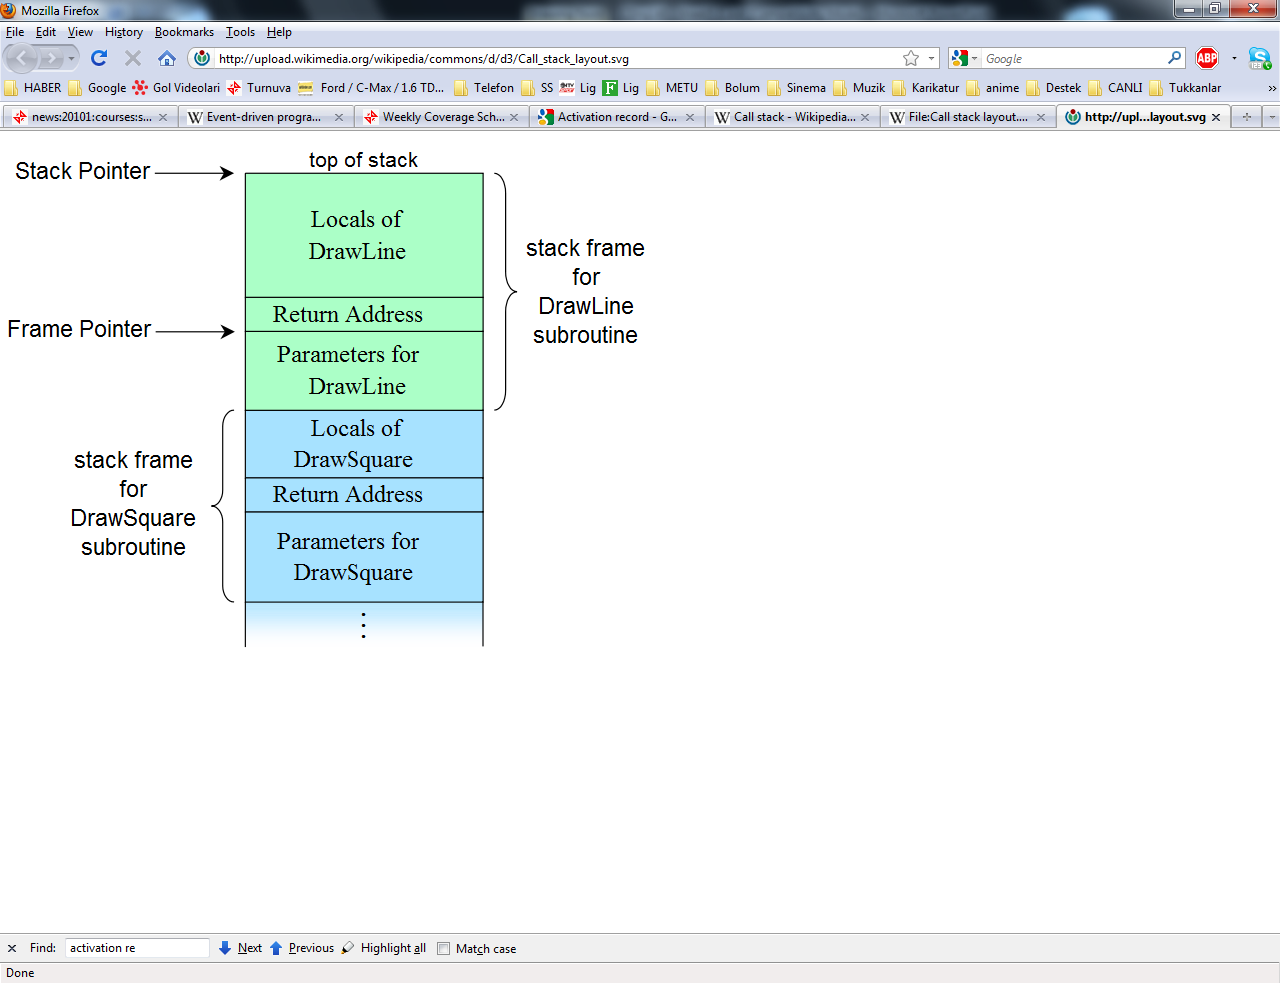 Mozilla Firefox
File Edit View History Bookmarks Tools Help
http://upload.wikimedia.org/wikipedia/commons/d/d3/Call_stack_layout.svg
Google
ABP
HABER Google Gol Videolari Turnuva Ford / C-Max / 1.6 TD... Telefon SS Lig Lig METU Bolum Sinema Muzik Karikatur anime Destek CANLI Tukkanlar »
news:20101:courses:s... Event-driven progra... Weekly Coverage Sch... Activation record - G... Call stack - Wikipedia... File:Call stack layout.... http://upl...layout.svg
top of stack
Stack Pointer
Locals of
DrawLine
stack frame
for
DrawLine
subroutine
Return Address
Frame Pointer
Parameters for
DrawLine
Locals of
DrawSquare
stack frame
for
DrawSquare
subroutine
Return Address
Parameters for
DrawSquare
Find: activation re Next Previous Highlight all Match case
Done